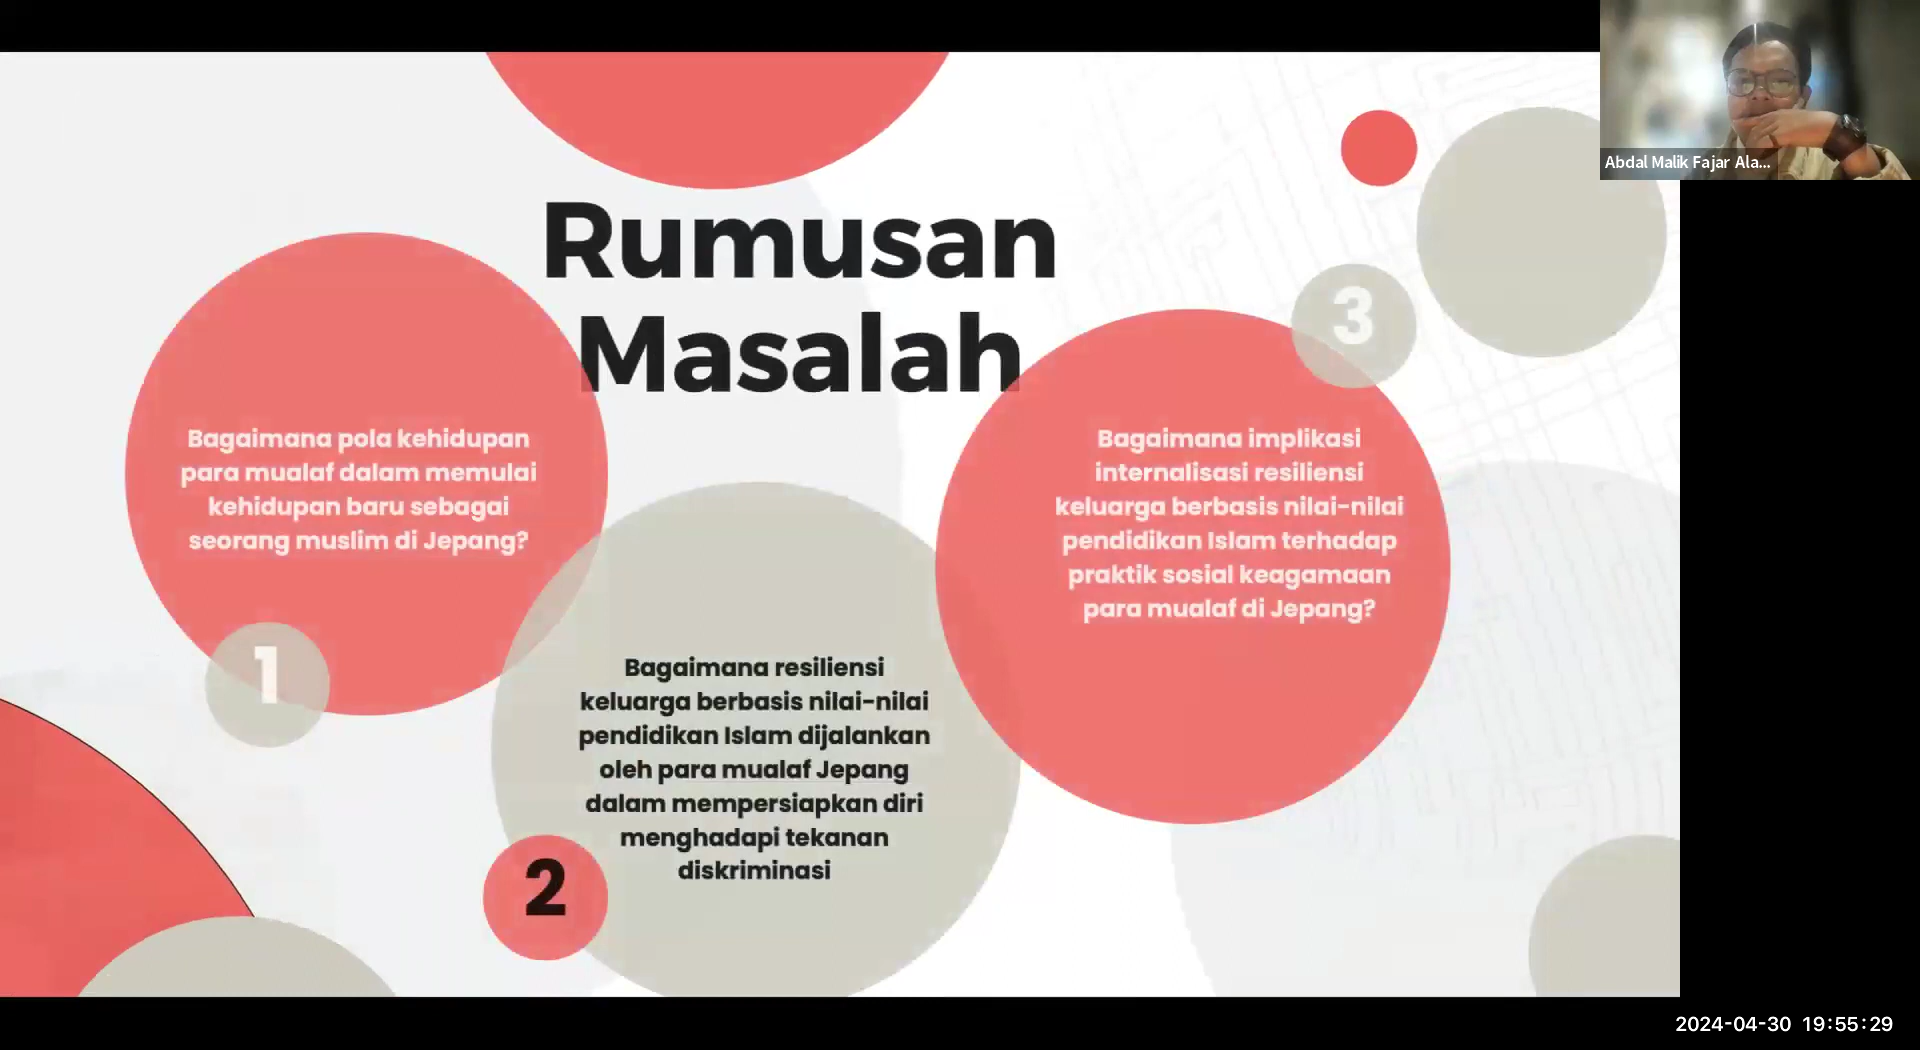 Abdal Malik Fajar Ala...
Rumusan
Masalah
Bagaimana pola kehidupan
para mualaf dalam memulai
kehidupan baru sebagai
seorang muslim di Jepang?
1
Bagaimana resiliensi
keluarga berbasis nilai-nilai
pendidikan Islam dijalankan
oleh para mualaf Jepang
dalam mempersiapkan diri
menghadapi tekanan
diskriminasi
2
3
Bagaimana implikasi
internalisasi resiliensi
keluarga berbasis nilai-nilai
pendidikan Islam terhadap
praktik sosial keagamaan
para mualaf di Jepang?
2024-04-30 19:55:29